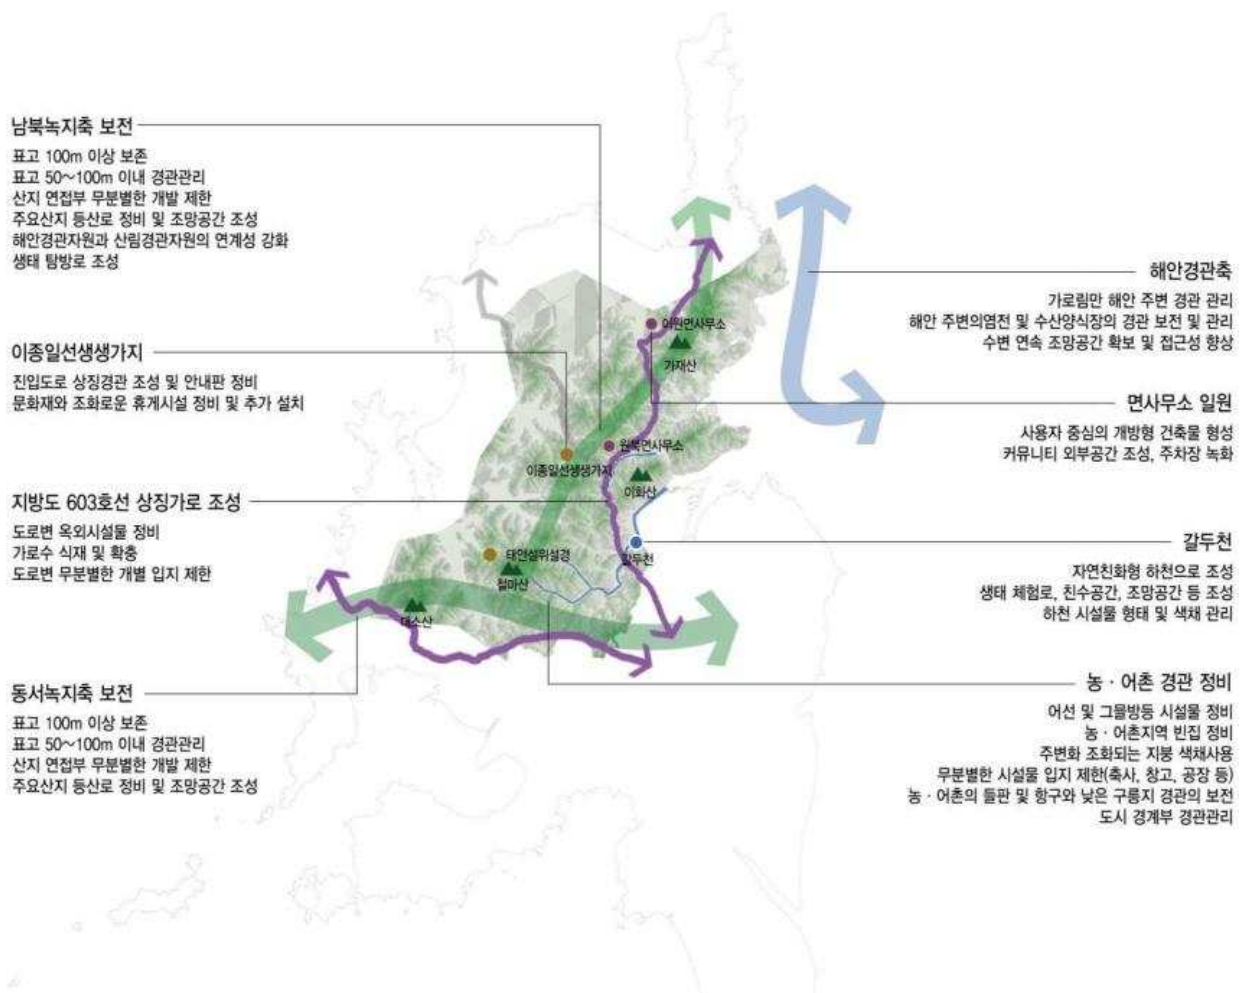 남북녹지축 보전
표고 100m 이상 보존
표고 50~100m 이내 경관관리
산지 연접부 무분별한 개발 제한
주요산지 등산로 정비 및 조망공간 조성
해안경관자원과 산림경관자원의 연계성 강화
생태 탐방로 조성
이종일선생생가지
진입도로 상징경관 조성 및 안내판 정비
문화재와 조화로운 휴게시설 정비 및 추가 설치
지방도 603호선 상징가로 조성
도로변 옥외시설물 정비
가로수 식재 및 확충
도로변 무분별한 개별 입지 제한
동서녹지축 보전
표고 100m 이상 보존
표고 50~100m 이내 경관관리
산지 연접부 무분별한 개발 제한
주요산지 등산로 정비 및 조망공간 조성
이원면사무소
가재산
원북면사무소
이종일선생생가지
이화산
태안설위설경
철마산
갈두천
대소산
해안경관축
가로림만 해안 주변 경관 관리
해안 주변의염전 및 수산양식장의 경관 보전 및 관리
수변 연속 조망공간 확보 및 접근성 향상
면사무소 일원
사용자 중심의 개방형 건축물 형성
커뮤니티 외부공간 조성, 주차장 녹화
갈두천
자연친화형 하천으로 조성
생태 체험로, 친수공간, 조망공간 등 조성
하천 시설물 형태 및 색채 관리
농 · 어촌 경관 정비
어선 및 그물방등 시설물 정비
농 · 어촌지역 빈집 정비
주변화 조화되는 지붕 색채사용
무분별한 시설물 입지 제한(축사, 창고, 공장 등)
농 · 어촌의 들판 및 항구와 낮은 구릉지 경관의 보전
도시 경계부 경관관리